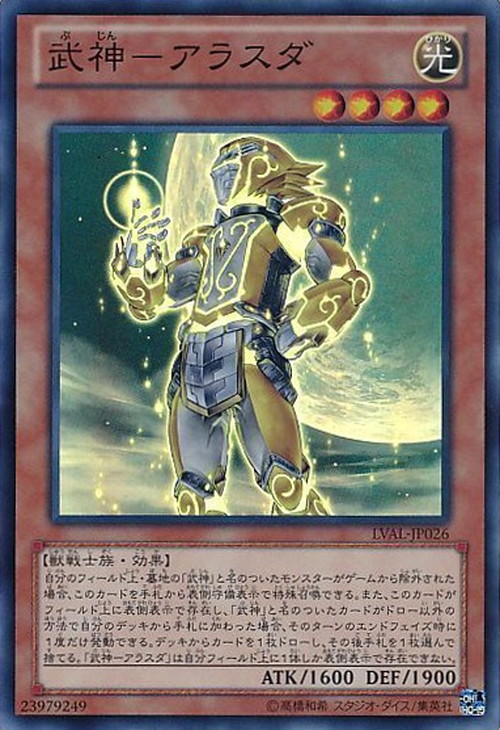 武神－アラスダ
光
LVAL-JP026
【獣戦士族・効果】
自分のフィールド上・墓地の「武神」と名のついたモンスターがゲームから除外された
場合、このカードを手札から表側守備表示で特殊召喚できる。また、このカードが
フィールド上に表側表示で存在し、「武神」と名のついたカードがドロー以外の
方法で自分のデッキから手札に加わった場合、そのターンのエンドフェイズ時に
1度だけ発動できる。デッキからカードを1枚ドローし、その後手札を1枚選んで
捨てる。「武神－アラスダ」は自分フィールド上に1体しか表側表示で存在できない。
ATK/1600 DEF/1900
23979249
©高橋和希 スタジオ・ダイス/集英社